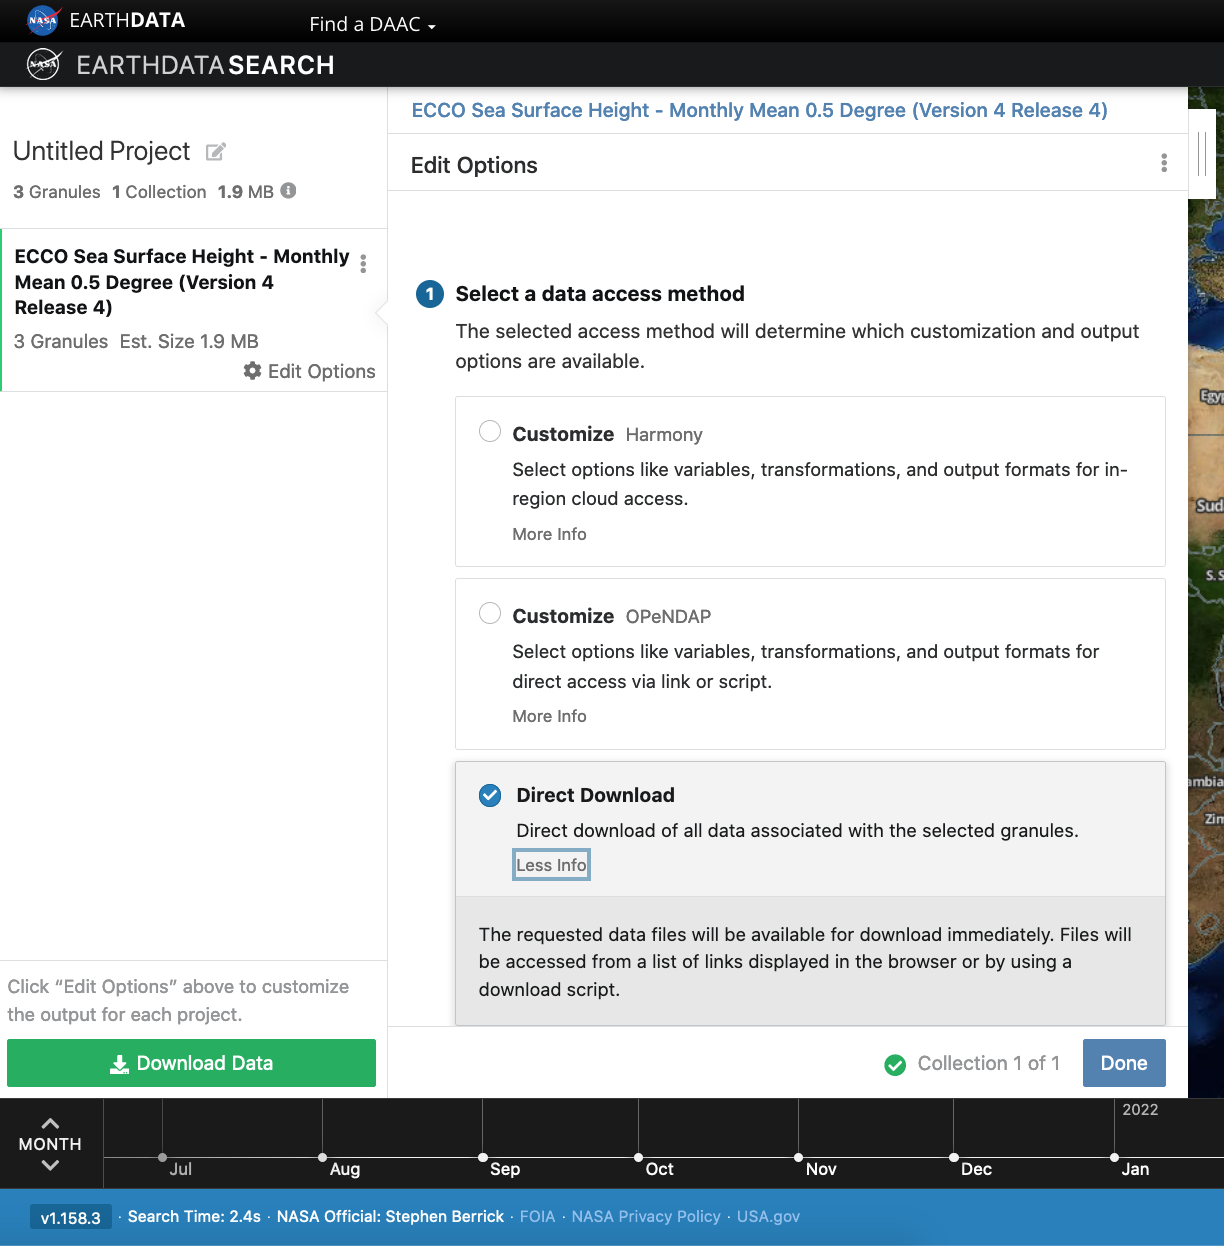 NASA EARTHDATA
Find a DAAC
NASA EARTHDATA SEARCH
ECCO Sea Surface Height - Monthly Mean 0.5 Degree (Version 4 Release 4)
Untitled Project
3 Granules 1 Collection 1.9 MB
Edit Options
ECCO Sea Surface Height - Monthly
Mean 0.5 Degree (Version 4
Release 4)
3 Granules Est. Size 1.9 MB
Edit Options
1 Select a data access method
The selected access method will determine which customization and output
options are available.
Customize Harmony
Select options like variables, transformations, and output formats for in-
region cloud access.
More Info
Customize OPeNDAP
Select options like variables, transformations, and output formats for
direct access via link or script.
More Info
Direct Download
Direct download of all data associated with the selected granules.
Less Info
The requested data files will be available for download immediately. Files will
be accessed from a list of links displayed in the browser or by using a
download script.
Egyp
Sud
S. S
ambia
Zim
Click “Edit Options” above to customize
the output for each project.
Download Data
Collection 1 of 1
Done
2022
MONTH
Jul Aug Sep Oct Nov Dec Jan
v1.158.3 · Search Time: 2.4s · NASA Official: Stephen Berrick · FOIA · NASA Privacy Policy · USA.gov